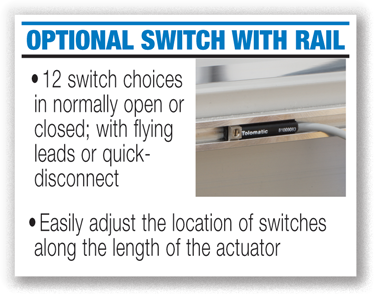 OPTIONAL SWITCH WITH RAIL
•12 switch choices
in normally open or
closed; with flying
leads or quick-
disconnect
Tolomatic
•Easily adjust the location of switches
along the length of the actuator